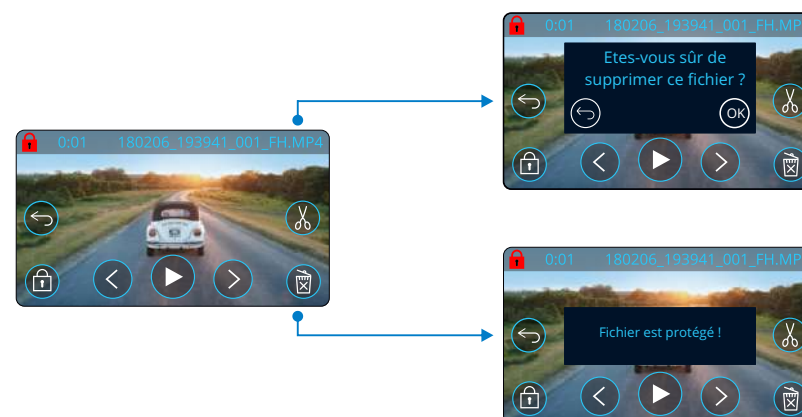 0:01 180206_193941_001_FH.MP4
Etes-vous sûr de
supprimer ce fichier ?
OK
0:01 180206_193941_001_FH.MP4
0:01 180206_193941_001_FH.MP
Fichier est protégé !